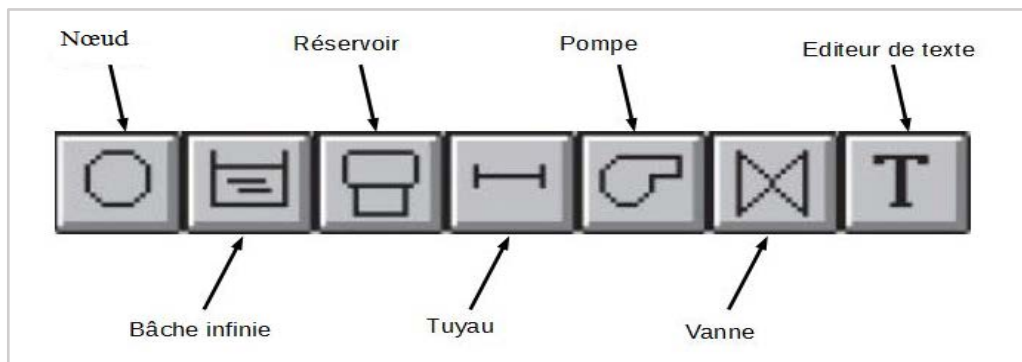 Nœud
Réservoir
Pompe
Editeur de texte
T
Bâche infinie
Tuyau
Vanne